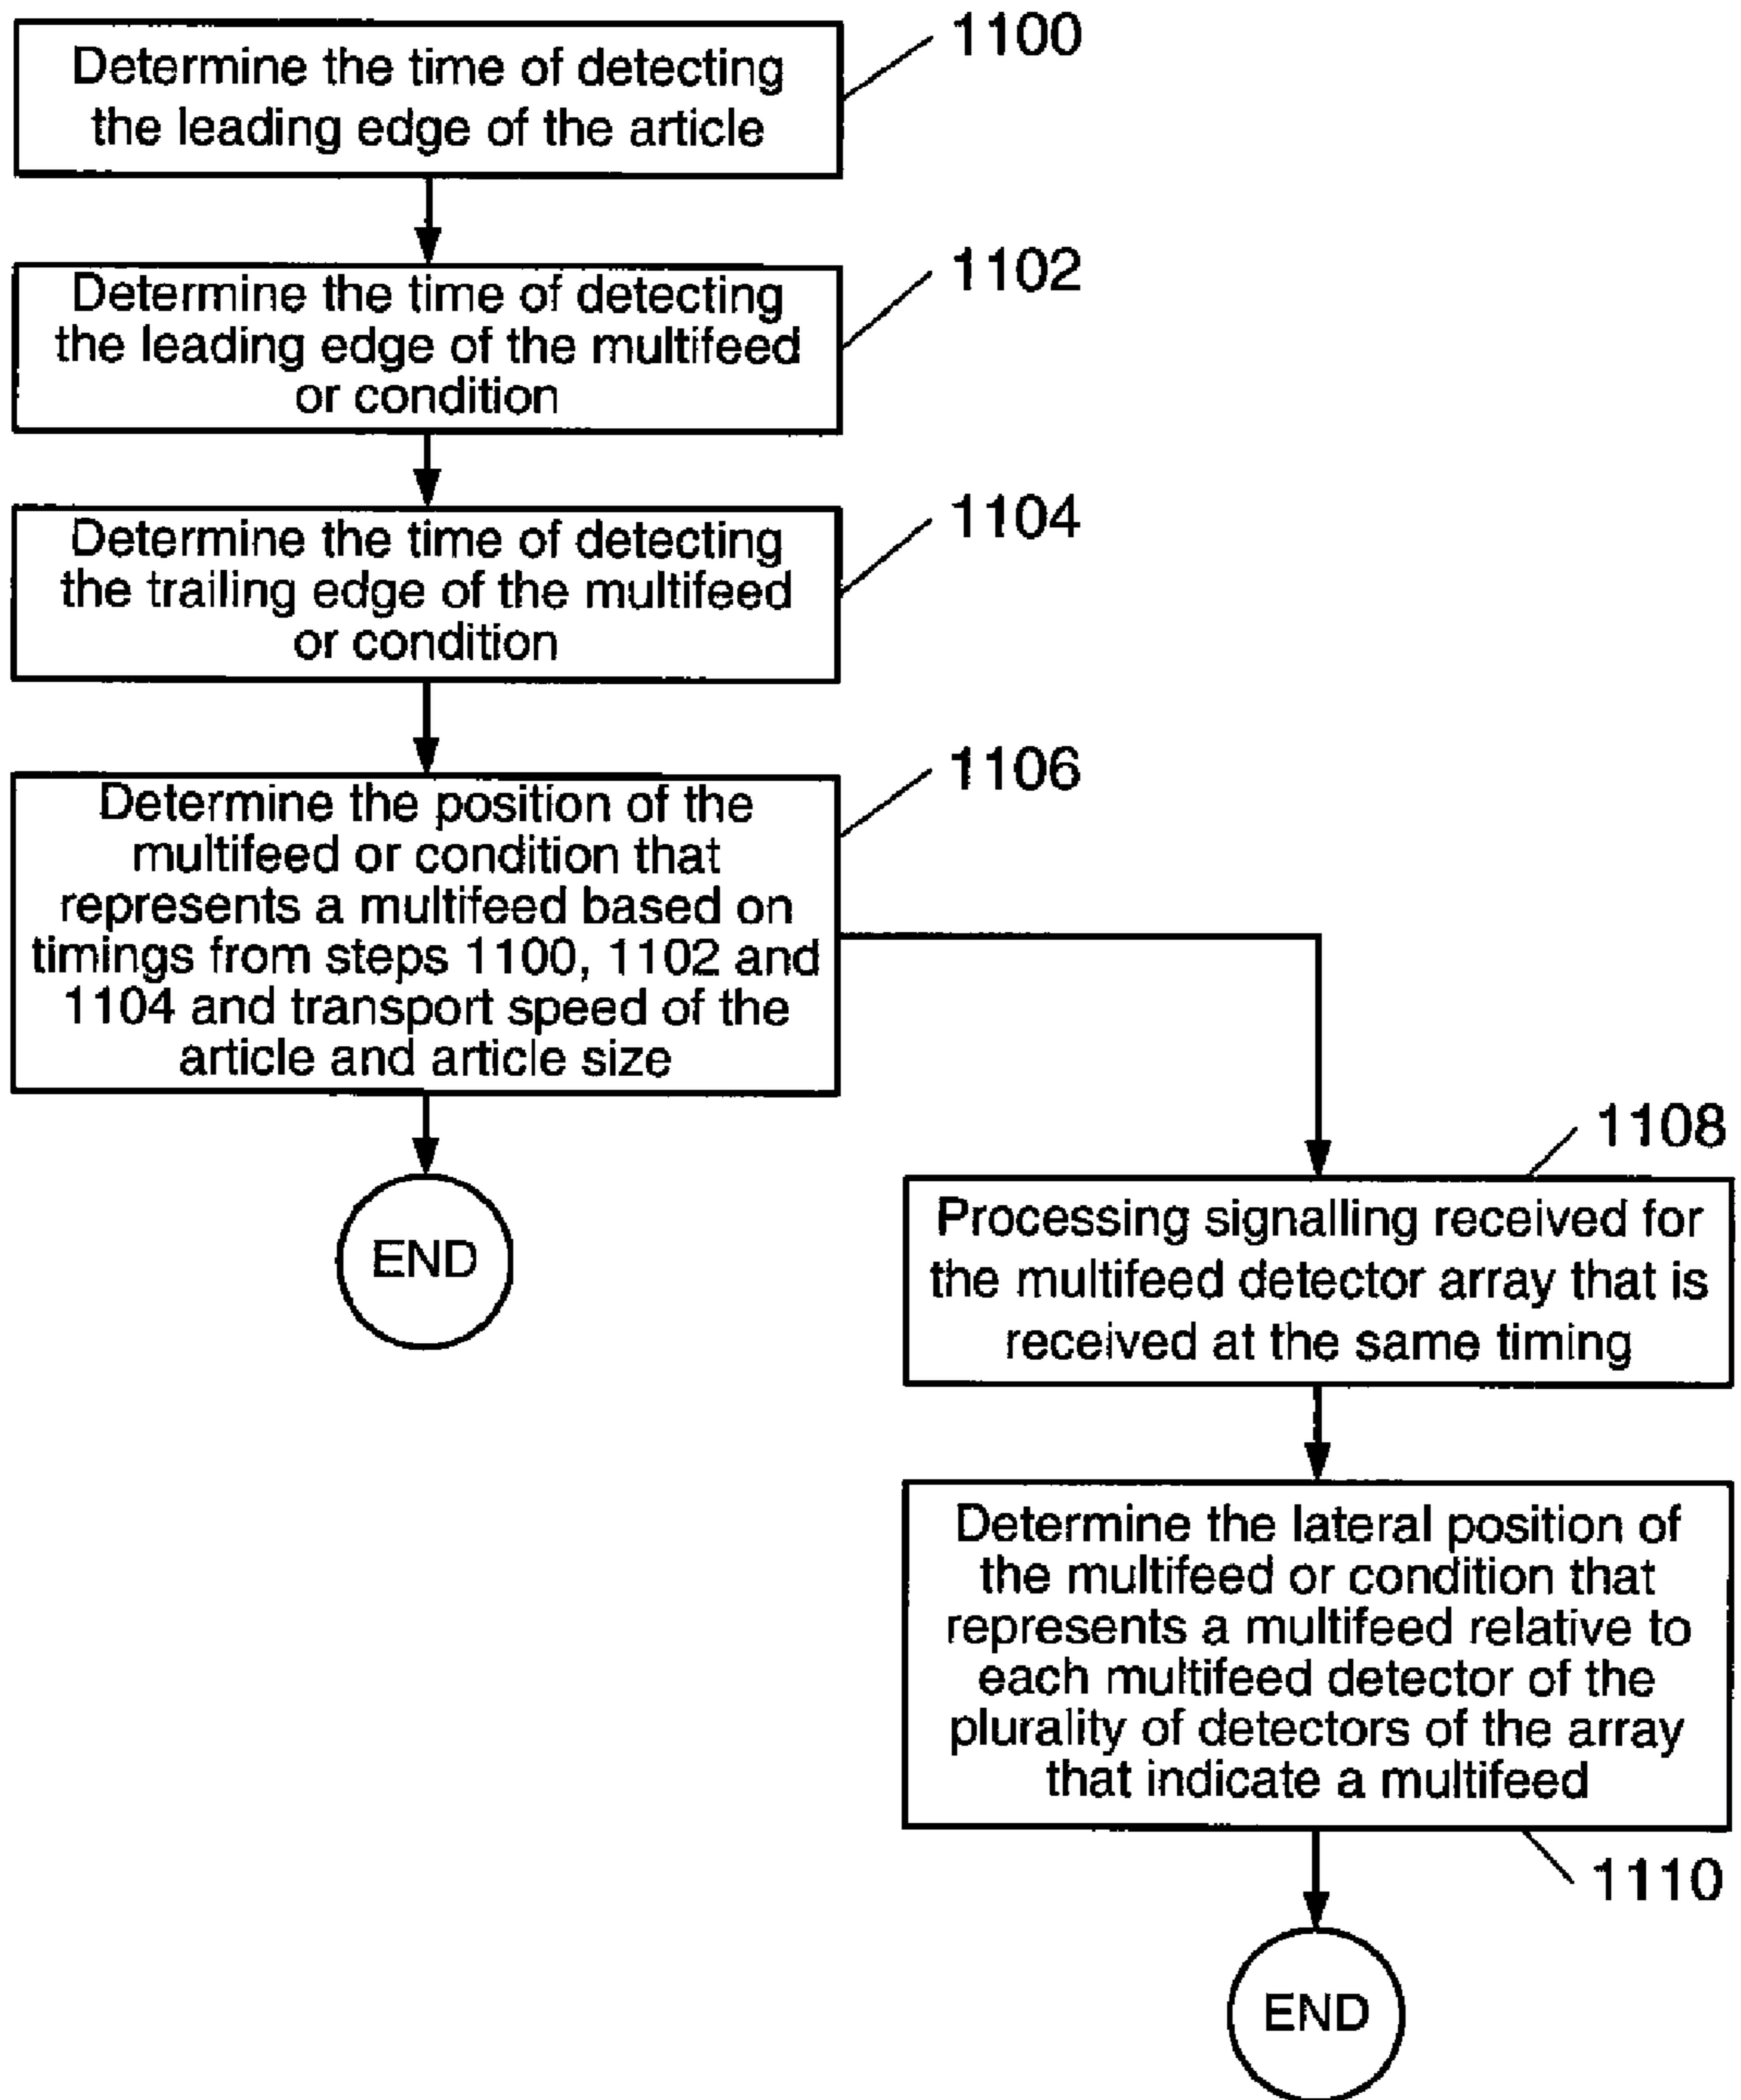 1100
Determine the time of detecting
the leading edge of the article
1102
Determine the time of detecting
the leading edge of the multifeed
or condition
1104
Determine the time of detecting
the trailing edge of the multifeed
or condition
1106
Determine the position of the
multifeed or condition that
represents a multifeed based on
timings from steps 1100, 1102 and
1104 and transport speed of the
article and article size
END
1108
Processing signalling received for
the multifeed detector array that is
received at the same timing
Determine the lateral position of
the multifeed or condition that
represents a multifeed relative to
each multifeed detector of the
plurality of detectors of the array
that indicate a multifeed
1110
END